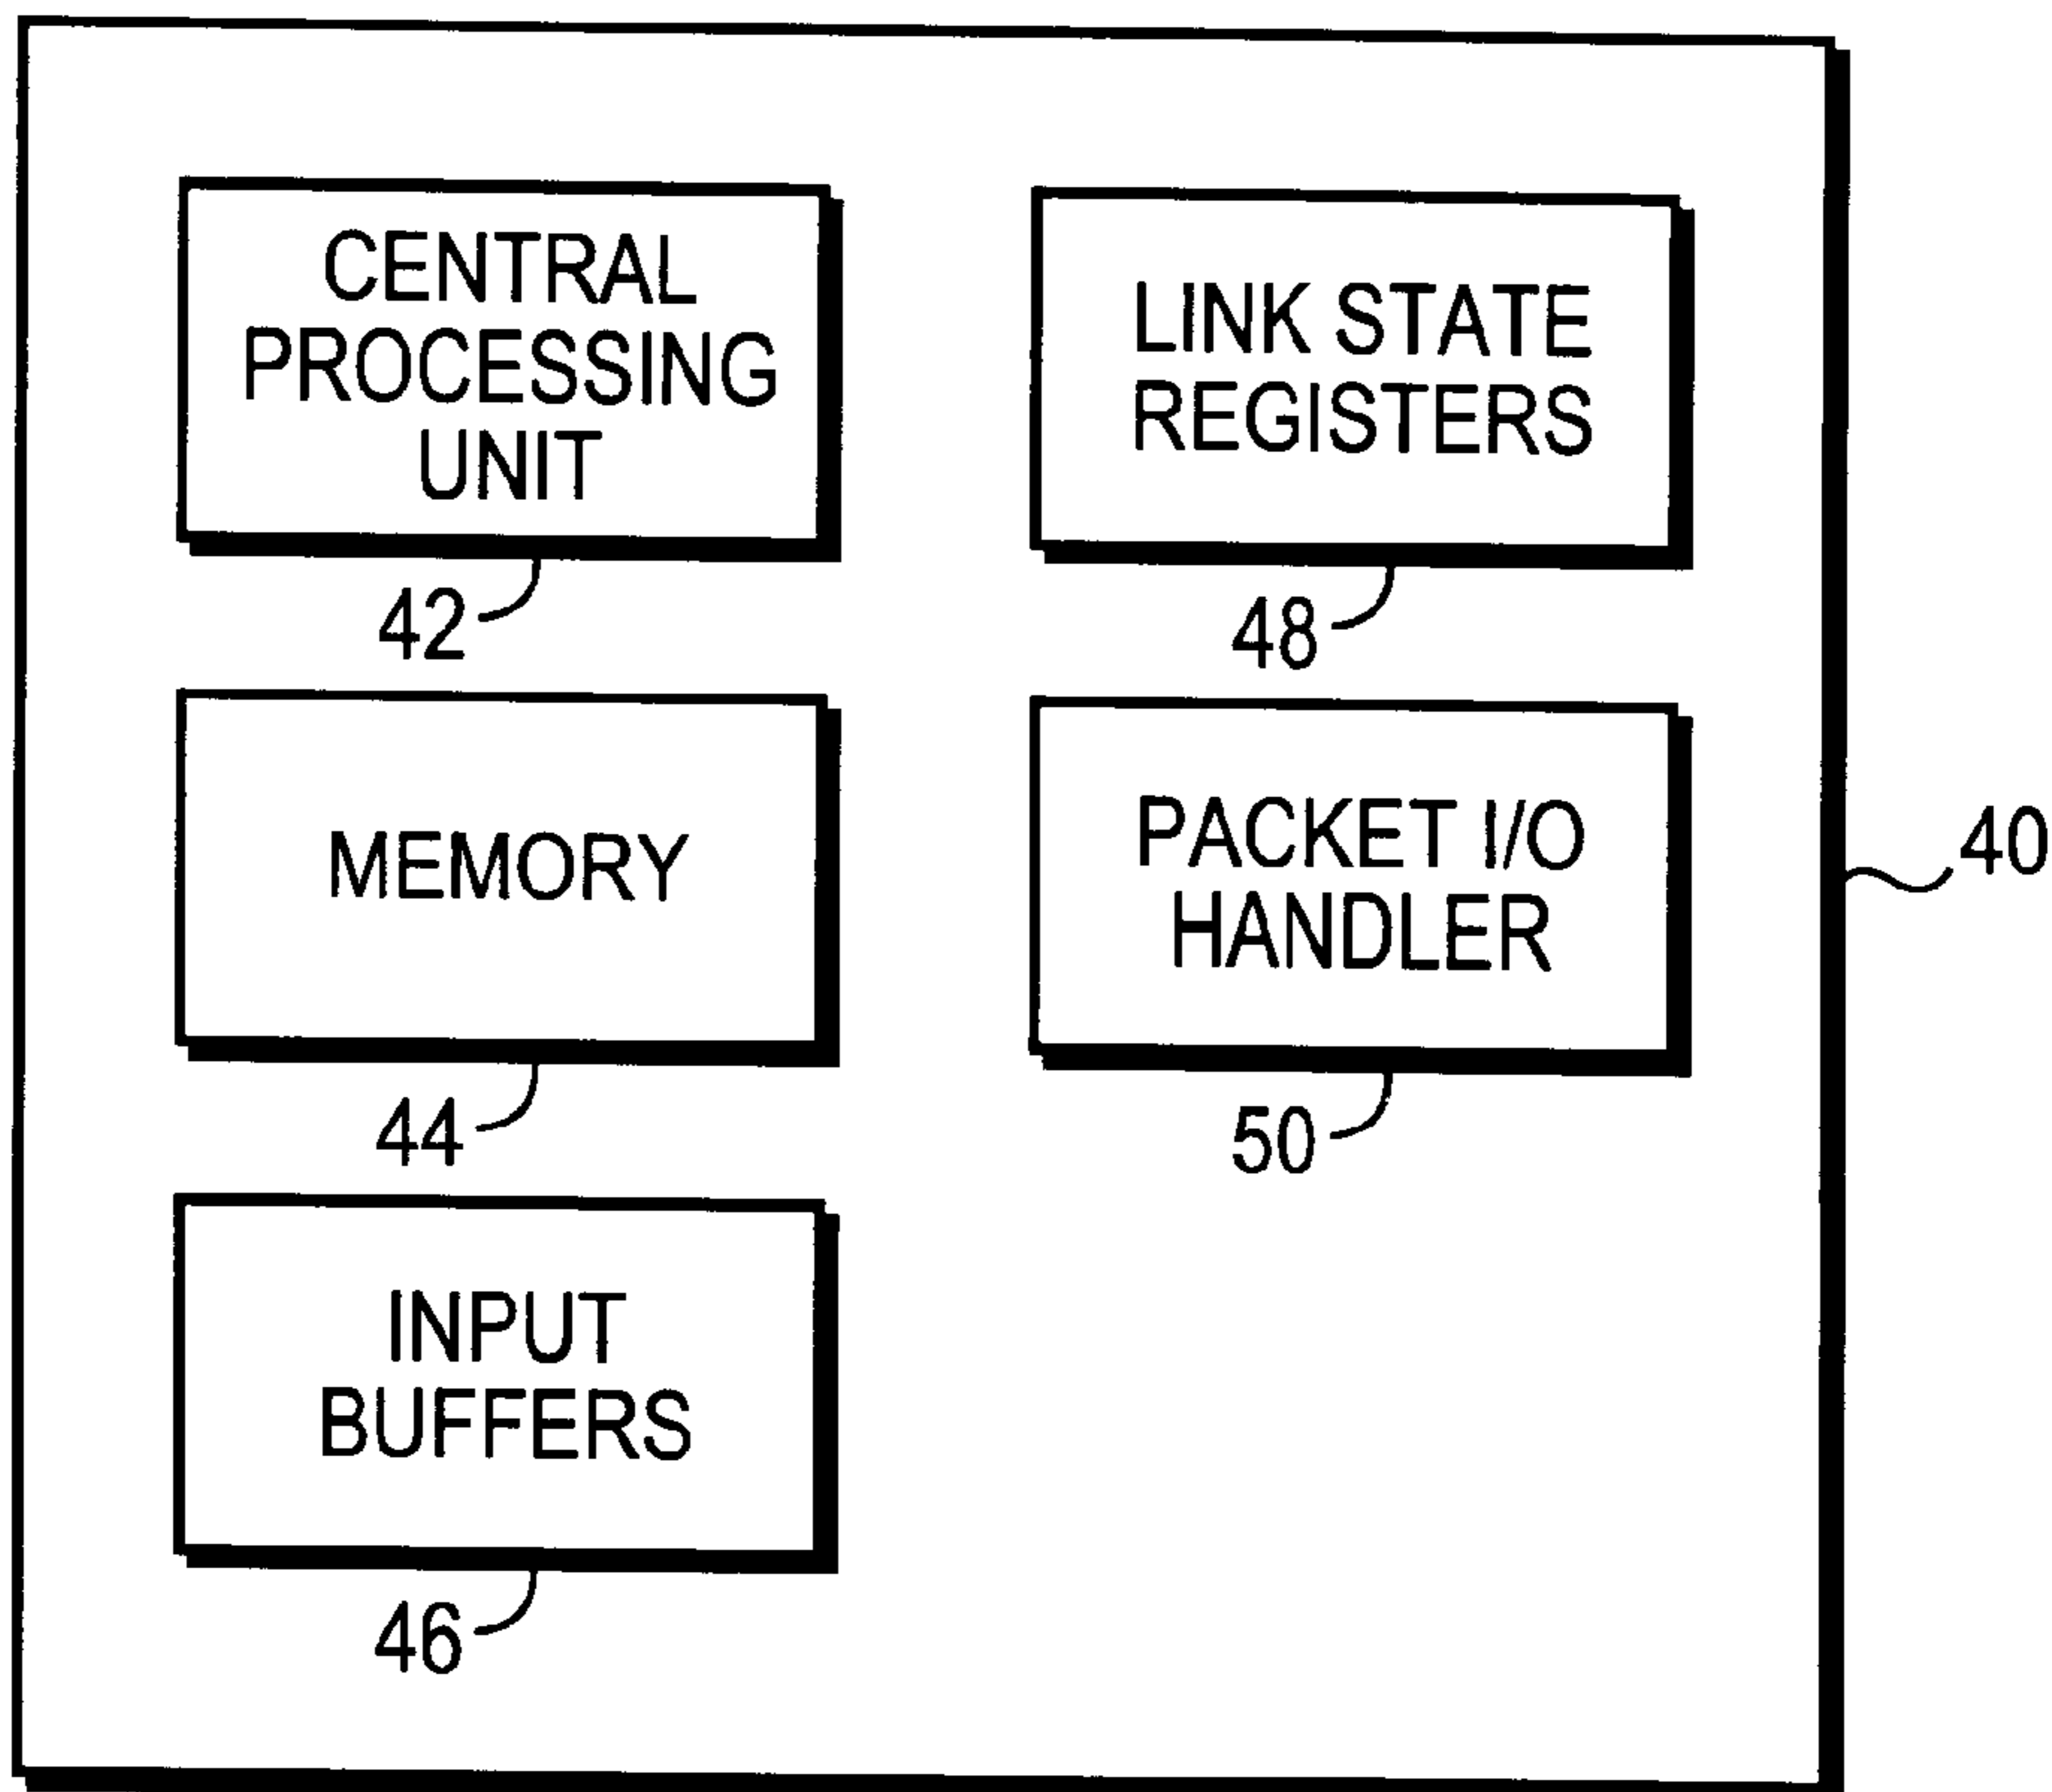 CENTRAL
PROCESSING
UNIT
42
LINK STATE
REGISTERS
48
MEMORY
44
PACKET I/O
HANDLER
50
40
INPUT
BUFFERS
46